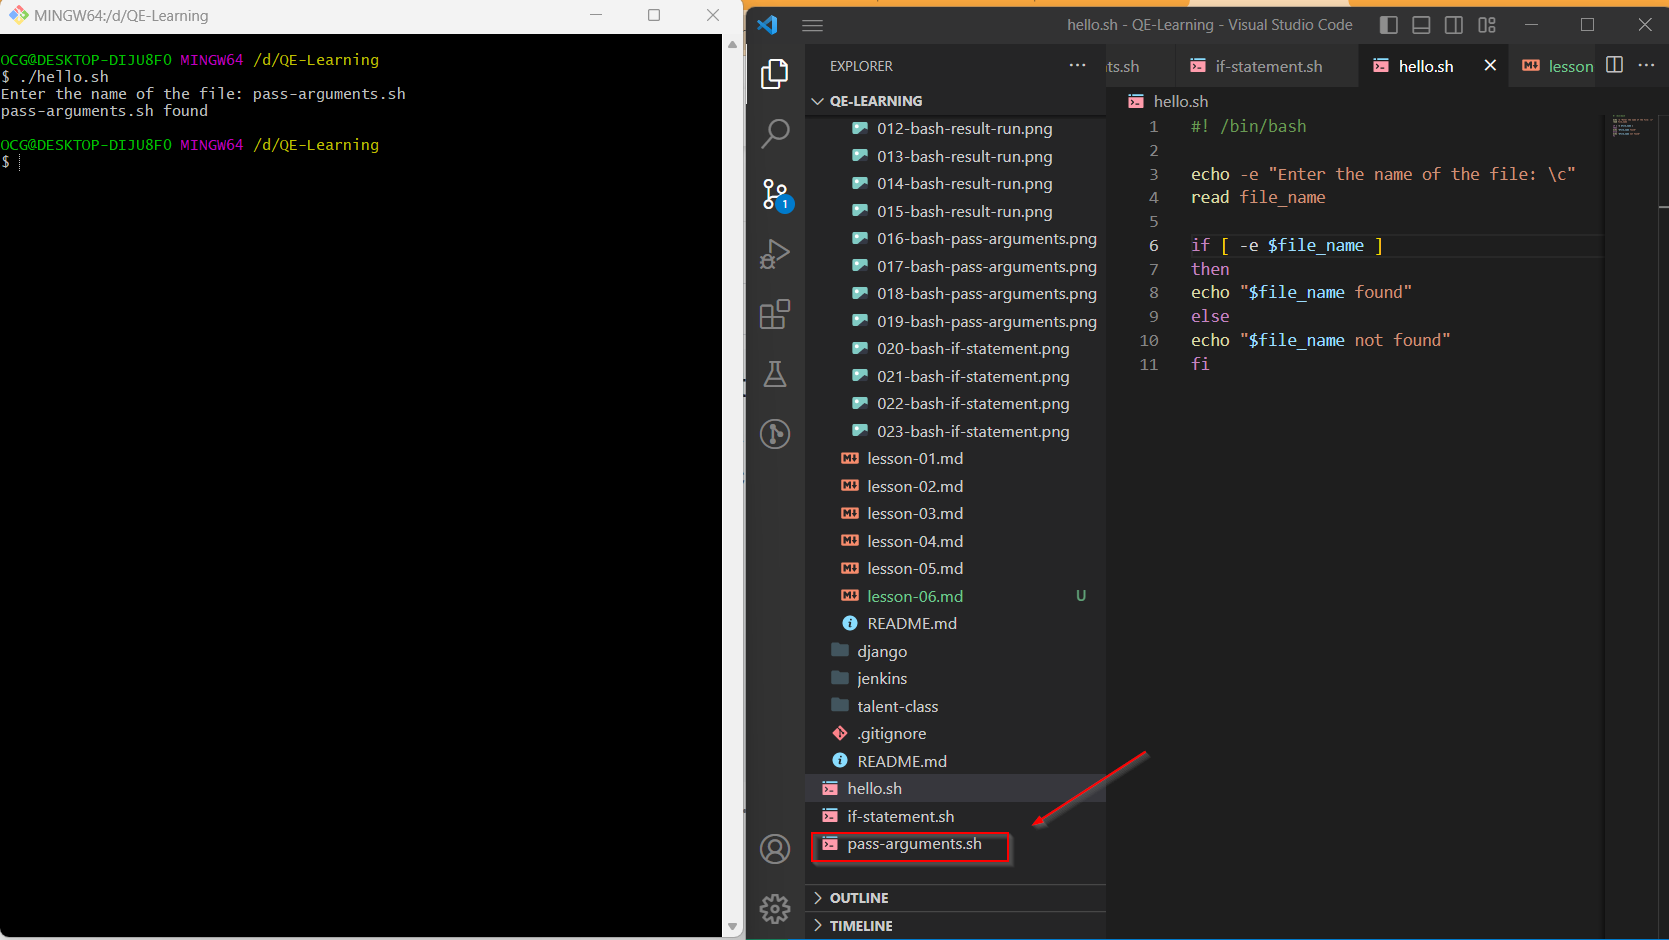 MINGW64:/d/QE-Learning
OCG@DESKTOP-DIJU8FO MINGW64 /d/QE-Learning
$ ./hello.sh
Enter the name of the file: pass-arguments.sh
pass-arguments.sh found
OCG@DESKTOP-DIJU8FO MINGW64 /d/QE-Learning
$
hello.sh - QE-Learning - Visual Studio Code
EXPLORER
QE-LEARNING
012-bash-result-run.png
013-bash-result-run.png
014-bash-result-run.png
015-bash-result-run.png
016-bash-pass-arguments.png
017-bash-pass-arguments.png
018-bash-pass-arguments.png
019-bash-pass-arguments.png
020-bash-if-statement.png
021-bash-if-statement.png
022-bash-if-statement.png
023-bash-if-statement.png
lesson-01.md
lesson-02.md
lesson-03.md
lesson-04.md
lesson-05.md
lesson-06.md U
README.md
django
jenkins
talent-class
.gitignore
README.md
hello.sh
if-statement.sh
pass-arguments.sh
OUTLINE
TIMELINE
1
ts.sh if-statement.sh hello.sh lesson
hello.sh
1 #! /bin/bash
2
3 echo -e "Enter the name of the file: \c"
4 read file_name
5
6 if [ -e $file_name ]
7 then
8 echo "$file_name found"
9 else
10 echo "$file_name not found"
11 fi